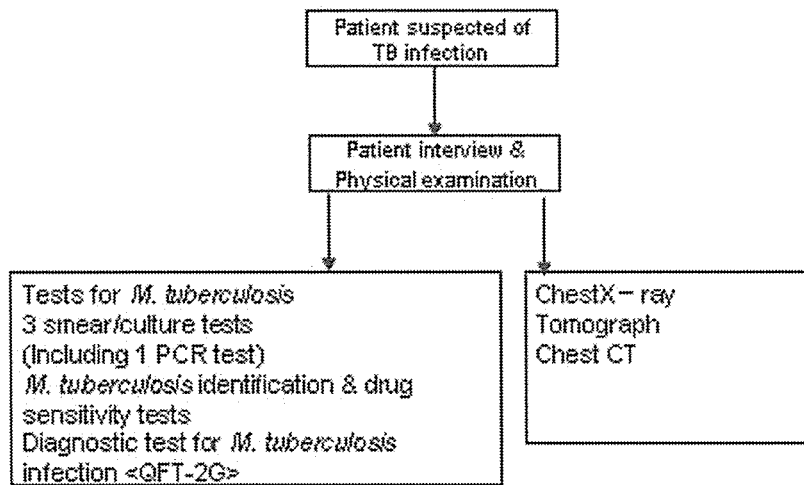 Patient suspected of
TB infection
Patient interview &
Physical examination
Tests for M. tuberculosis
3 smear/culture tests
(Including 1 PCR test)
M. tuberculosis identification & drug
sensitivity tests
Diagnostic test for M. tuberculosis
infection <QFT-2G>
ChestX-ray
Tomograph
Chest CT